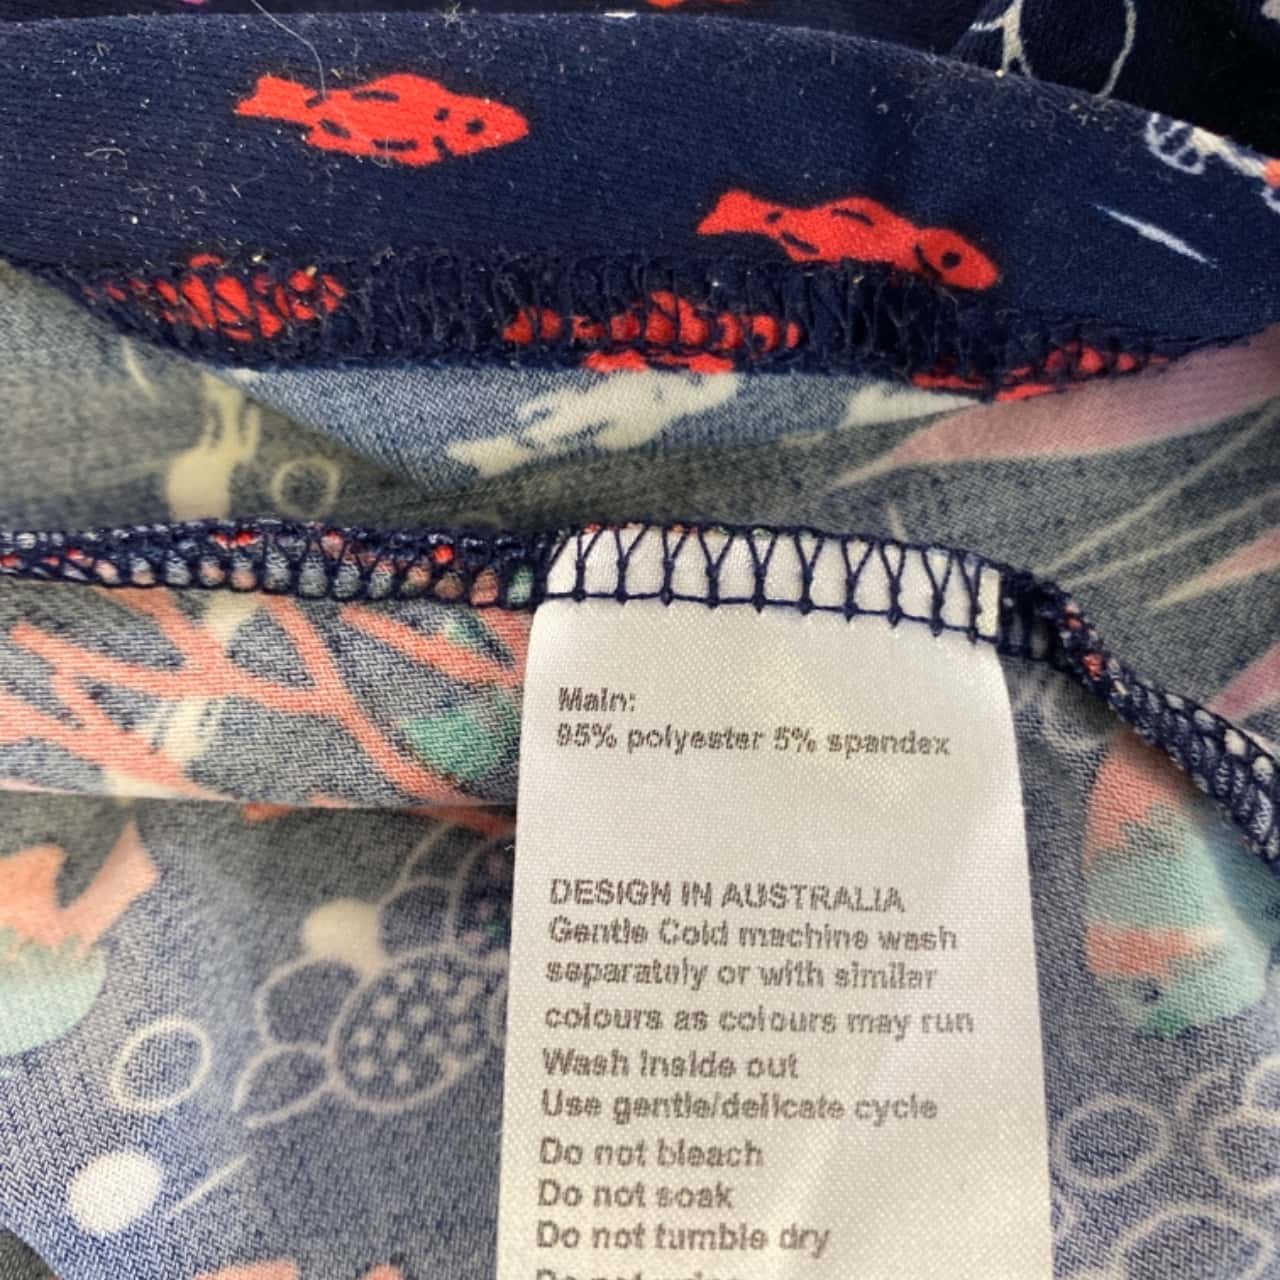 Main:
95% polyester 5% spandex
DESIGN IN AUSTRALIA
Gentle Cold machine wash
separately or with similar
colours as colours may run
Wash inside out
Use gentle/delicate cycle
Do not bleach
Do not soak
Do not tumble dry
Do not